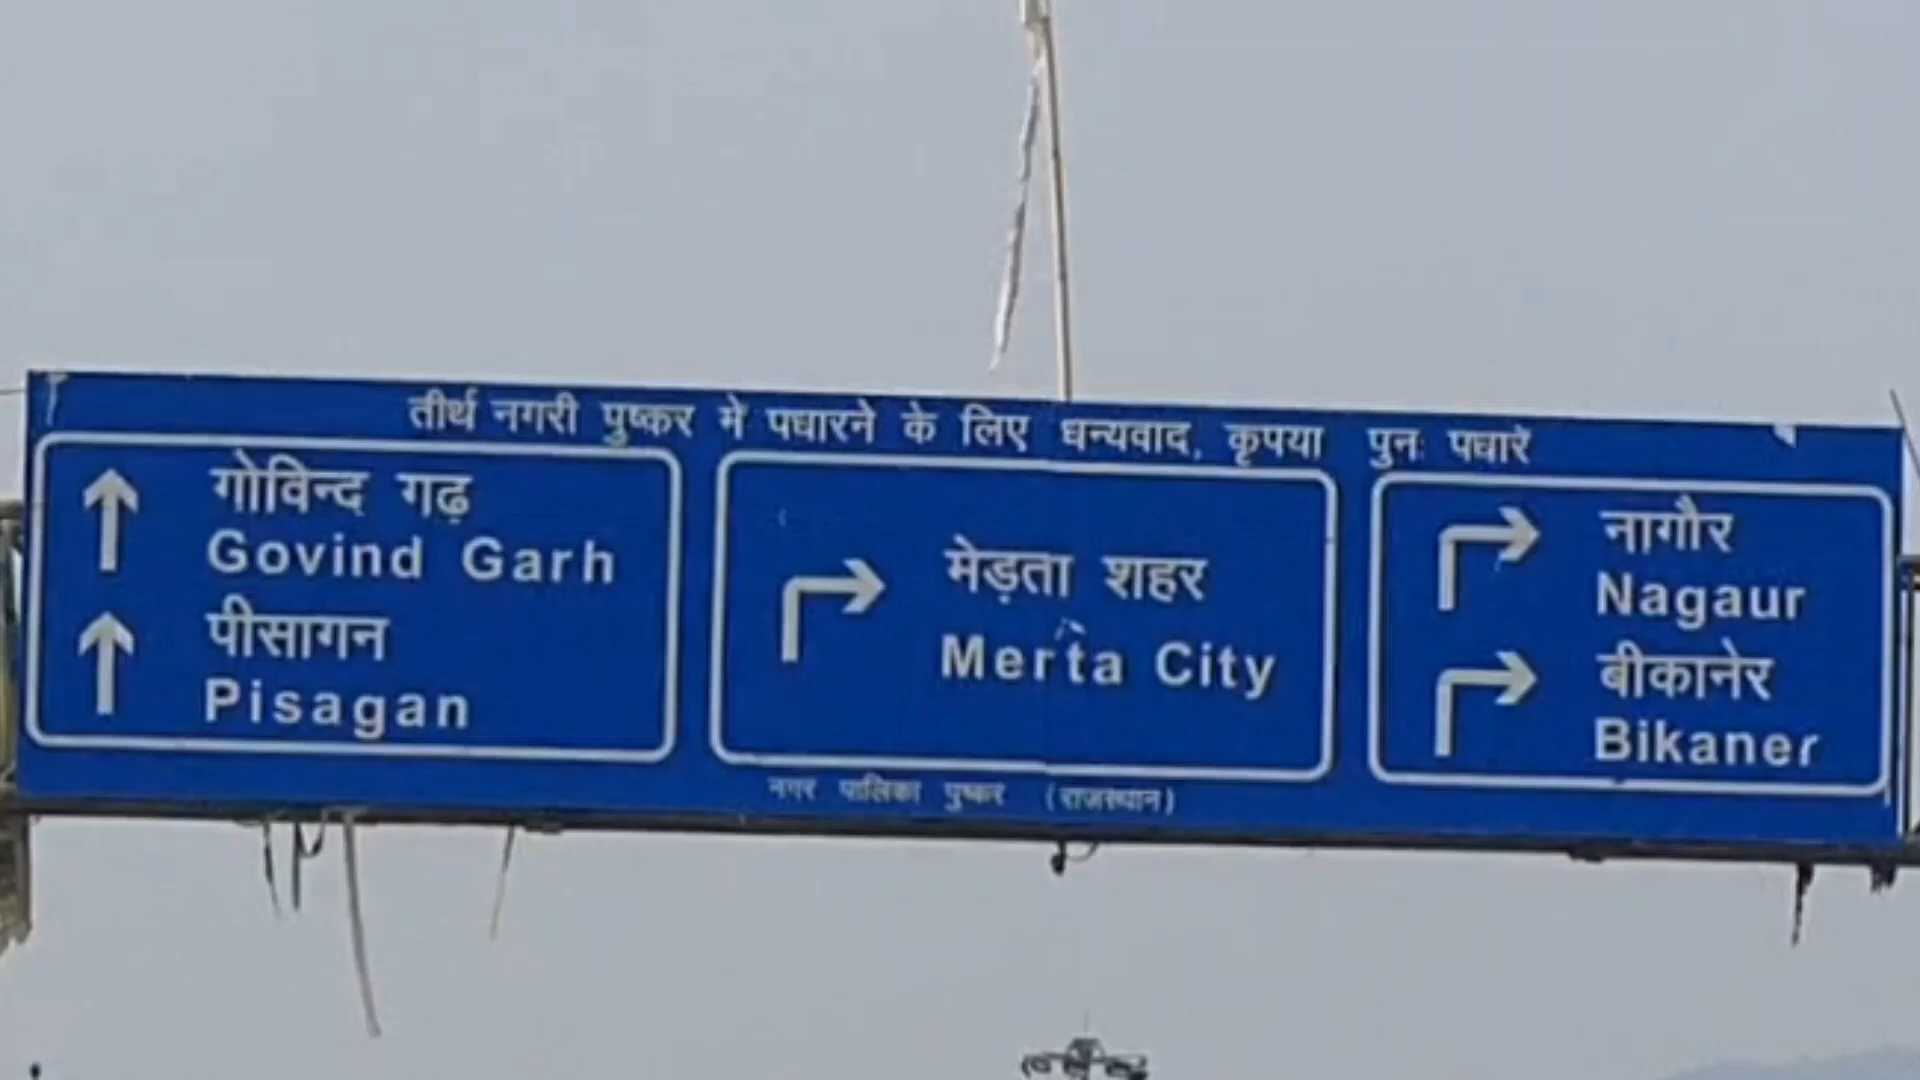 तीर्थ नगरी पुष्कर में पधारने के लिए धन्यवाद, कृपया पुनः पधारें
गोविन्द गढ़
Govind Garh
पीसागन
Pisagan
मेड़ता शहर
Merta City
नागौर
Nagaur
बीकानेर
Bikaner
नगर पालिका पुष्कर (राजस्थान)